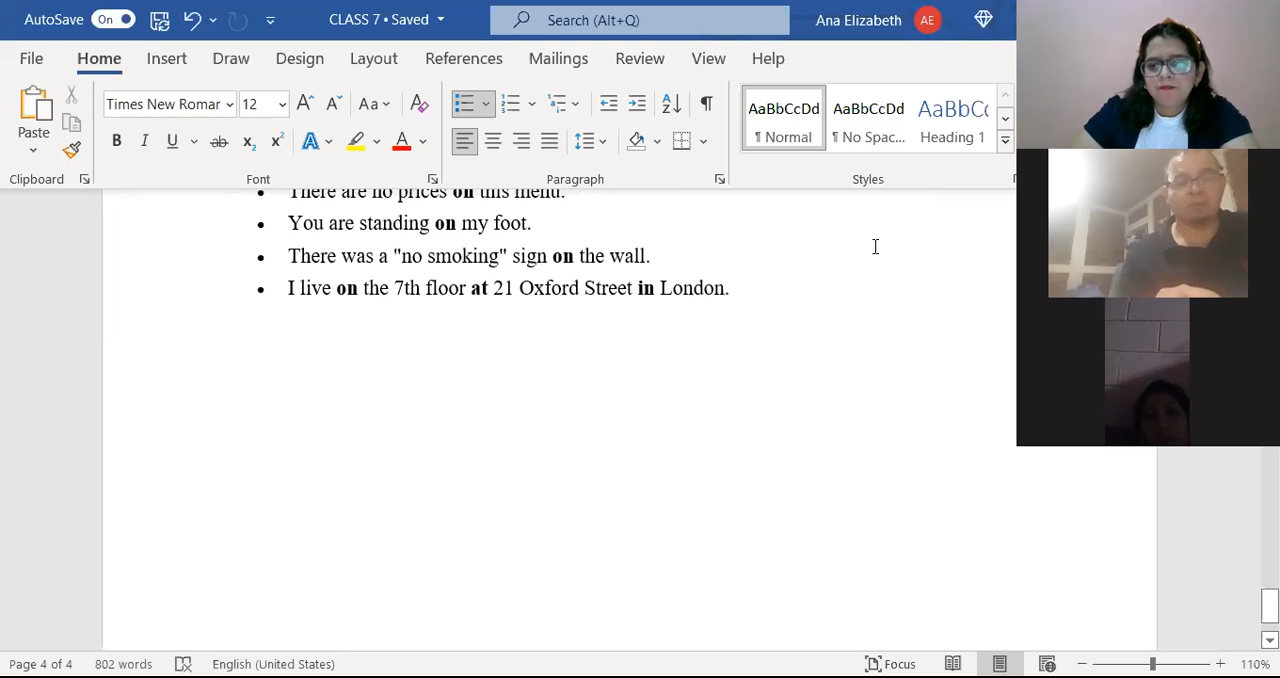 AutoSave On CLASS 7 • Saved Search (Alt+Q) Ana Elizabeth AE
File Home Insert Draw Design Layout References Mailings Review View Help
Paste Times New Romar 12 Aa AaBbCcDd AaBbCcDd AaBbCc
¶ Normal ¶ No Spac... Heading 1
Clipboard Font Paragraph Styles
• There are no prices on this menu.
• You are standing on my foot.
• There was a "no smoking" sign on the wall.
• I live on the 7th floor at 21 Oxford Street in London.
Page 4 of 4 802 words English (United States) Focus 110%